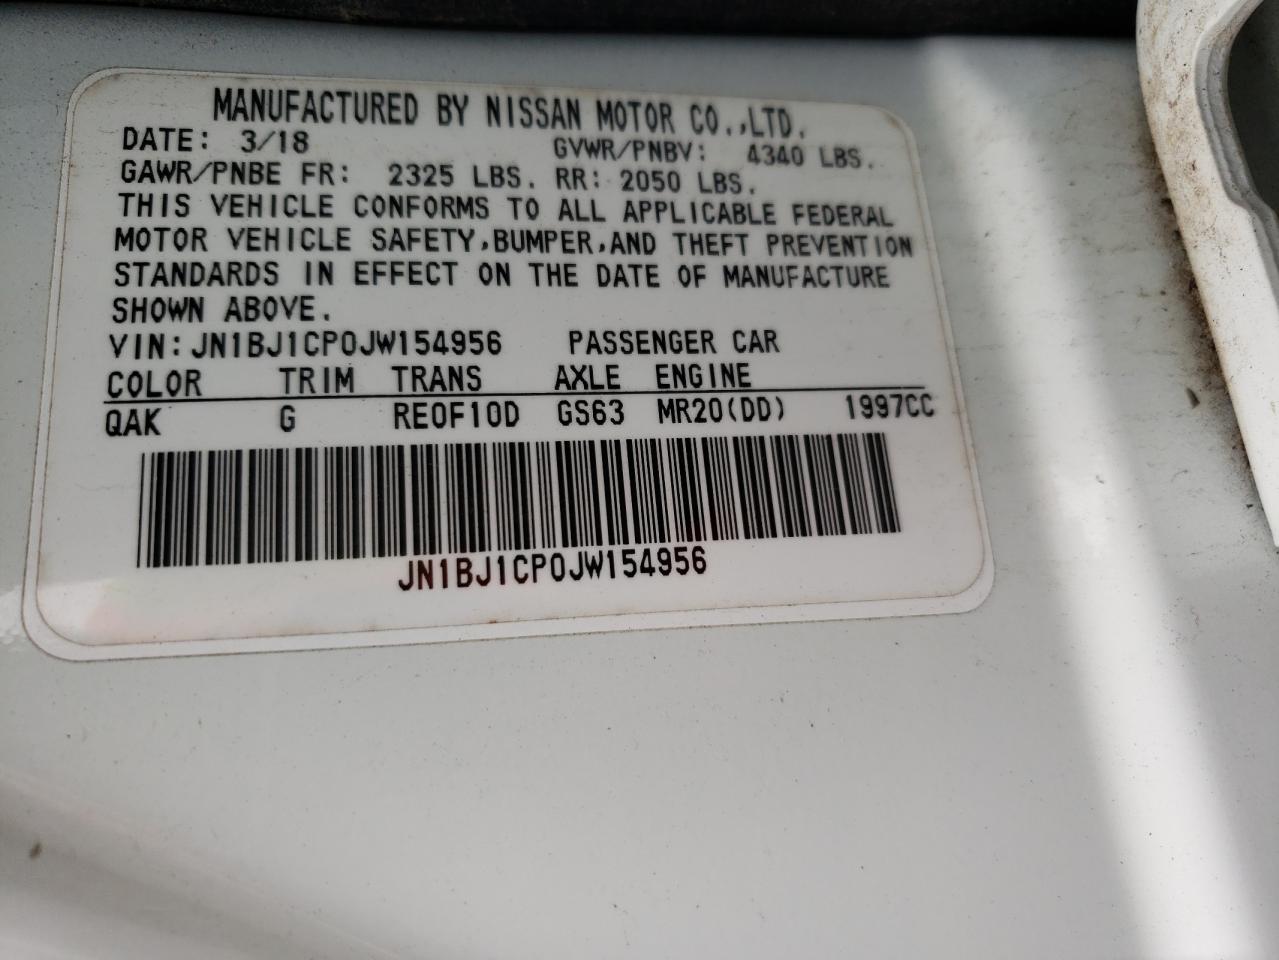 MANUFACTURED BY NISSAN MOTOR CO.,LTD.
DATE: 3/18 GVWR/PNBV: 4340 LBS.
GAWR/PNBE FR: 2325 LBS. RR: 2050 LBS.
THIS VEHICLE CONFORMS TO ALL APPLICABLE FEDERAL
MOTOR VEHICLE SAFETY,BUMPER,AND THEFT PREVENTION
STANDARDS IN EFFECT ON THE DATE OF MANUFACTURE
SHOWN ABOVE.
VIN:JN1BJ1CP0JW154956 PASSENGER CAR
COLOR TRIM TRANS AXLE ENGINE
QAK G RE0F10D GS63 MR20(DD) 1997CC
JN1BJ1CP0JW154956